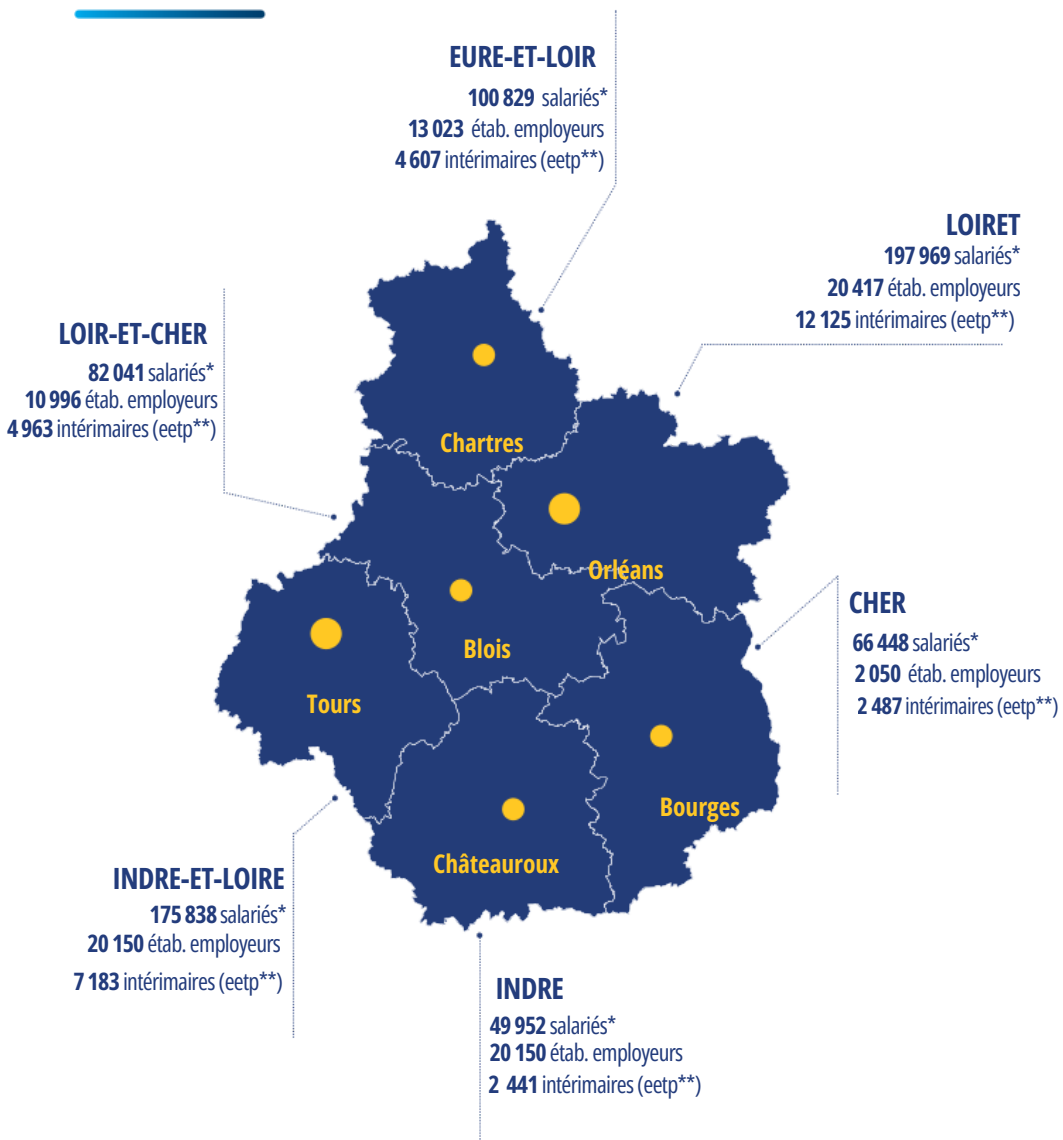 EURE-ET-LOIR
100 829 salariés*
13 023 étab. employeurs
4 607 intérimaires (eetp**)
LOIRET
197 969 salariés*
20 417 étab. employeurs
12 125 intérimaires (eetp**)
LOIR-ET-CHER
82 041 salariés*
10 996 étab. employeurs
4 963 intérimaires (eetp**)
Chartres
Orléans
Blois
Tours
Bourges
Châteauroux
CHER
66 448 salariés*
2 050 étab. employeurs
2 487 intérimaires (eetp**)
INDRE-ET-LOIRE
175 838 salariés*
20 150 étab. employeurs
7 183 intérimaires (eetp**)
INDRE
49 952 salariés*
20 150 étab. employeurs
2 441 intérimaires (eetp**)